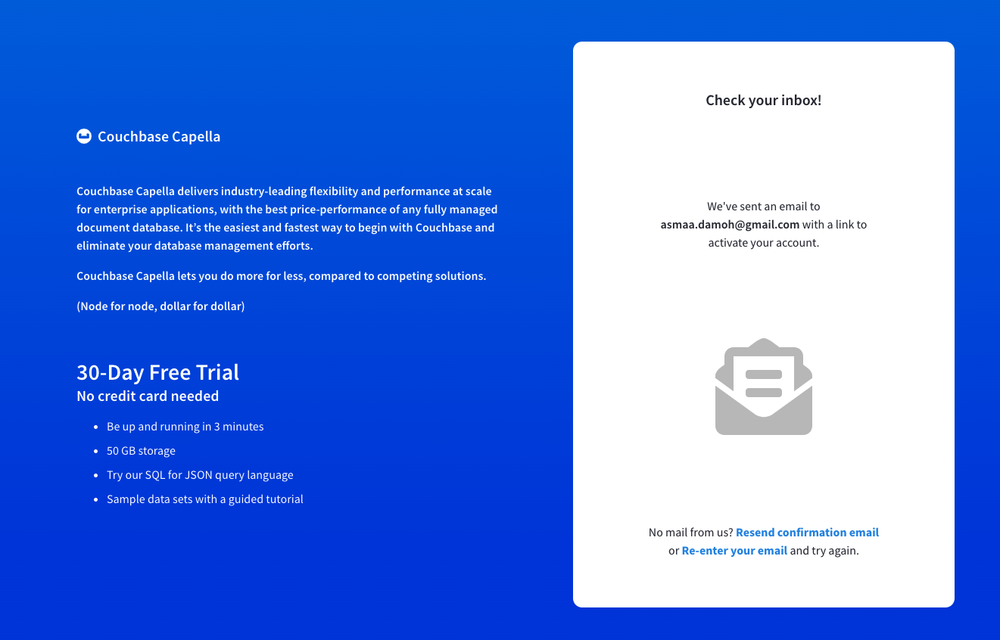 Couchbase Capella
Couchbase Capella delivers industry-leading flexibility and performance at scale
for enterprise applications, with the best price-performance of any fully managed
document database. It’s the easiest and fastest way to begin with Couchbase and
eliminate your database management efforts.
Couchbase Capella lets you do more for less, compared to competing solutions.
(Node for node, dollar for dollar)
30-Day Free Trial
No credit card needed
• Be up and running in 3 minutes
• 50 GB storage
• Try our SQL for JSON query language
• Sample data sets with a guided tutorial
Check your inbox!
We've sent an email to
asmaa.damoh@gmail.com with a link to
activate your account.
No mail from us? Resend confirmation email
or Re-enter your email and try again.